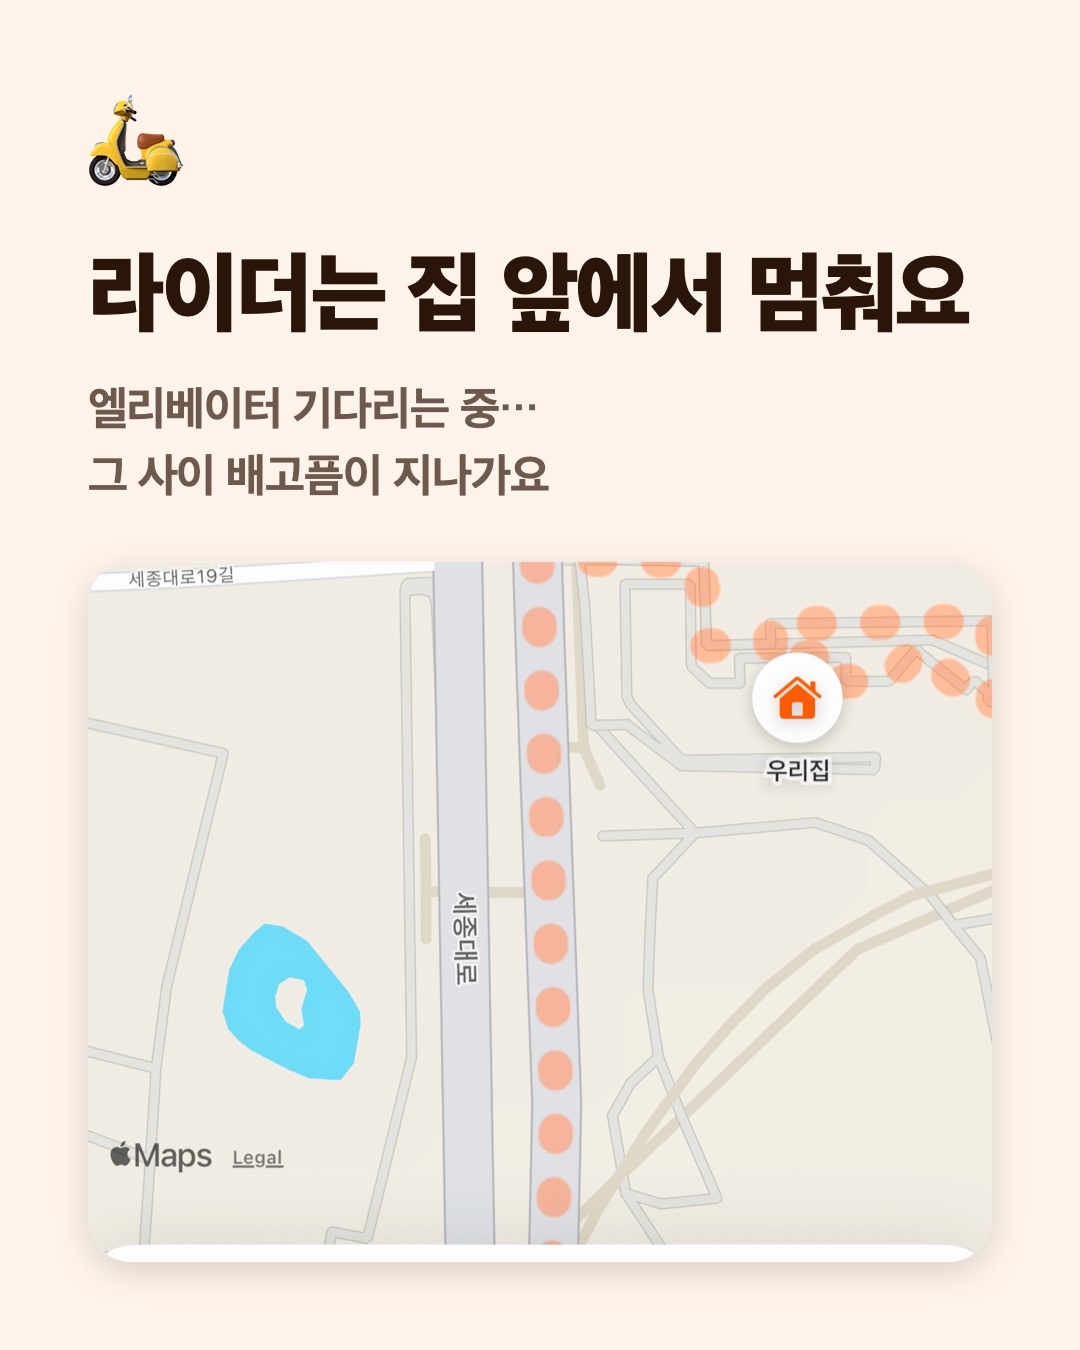 라이더는 집 앞에서 멈춰요
엘리베이터 기다리는 중…
그 사이 배고픔이 지나가요
세종대로19길
우리집
세종대로
Maps Legal